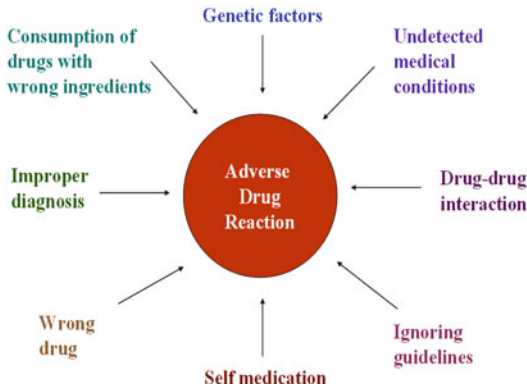 Genetic factors
Consumption of
drugs with
wrong ingredients
Undetected
medical
conditions
Improper
diagnosis
Adverse
Drug
Reaction
Drug-drug
interaction
Wrong
drug
Self medication
Ignoring
guidelines